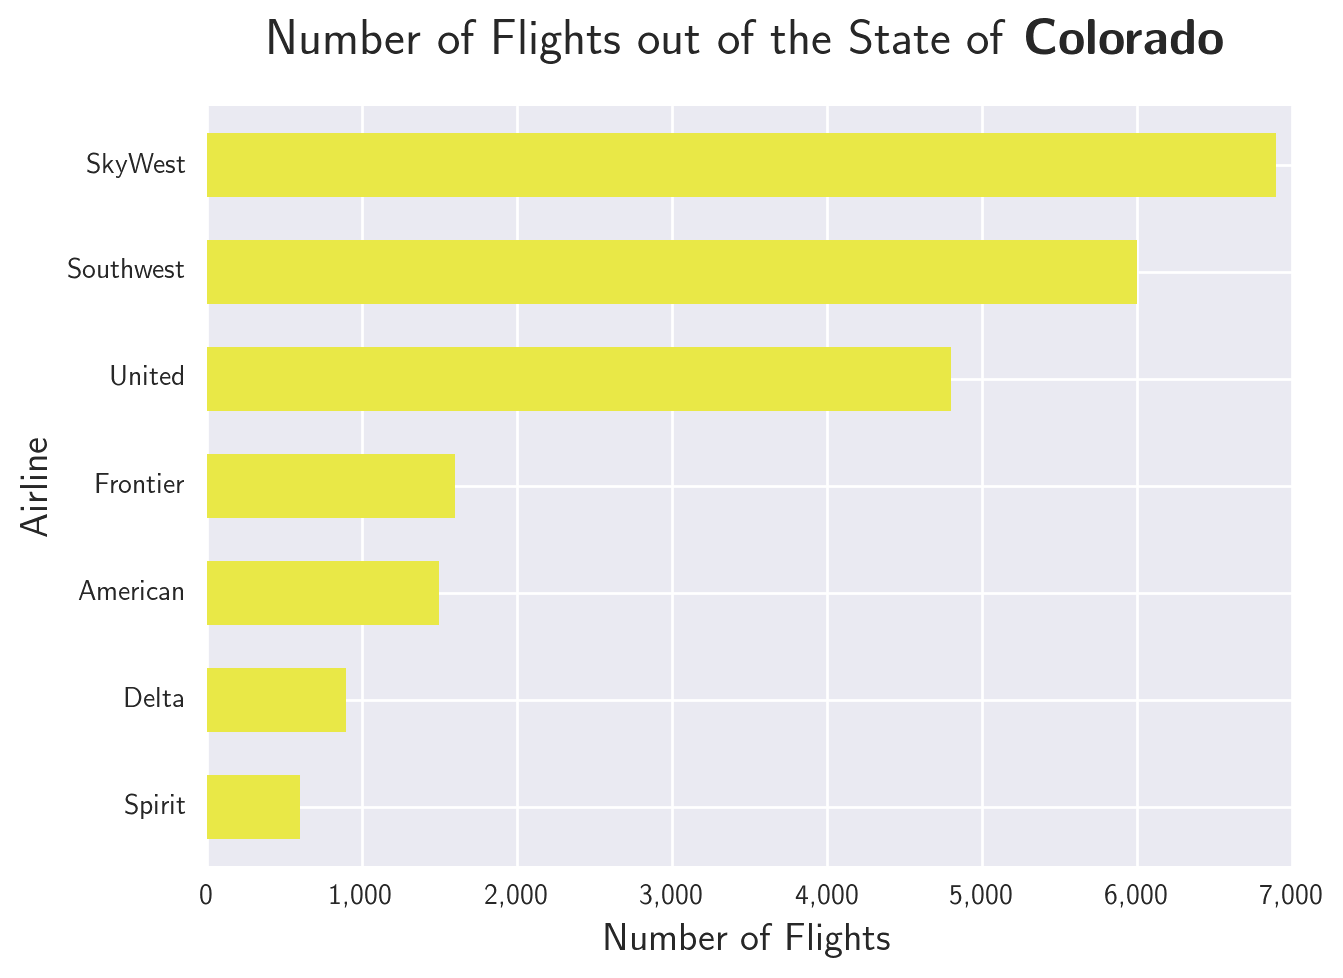 Number of Flights out of the State of Colorado
SkyWest
Southwest
United
Frontier
American
Delta
Spirit
Airline
0 1,000 2,000 3,000 4,000 5,000 6,000 7,000
Number of Flights